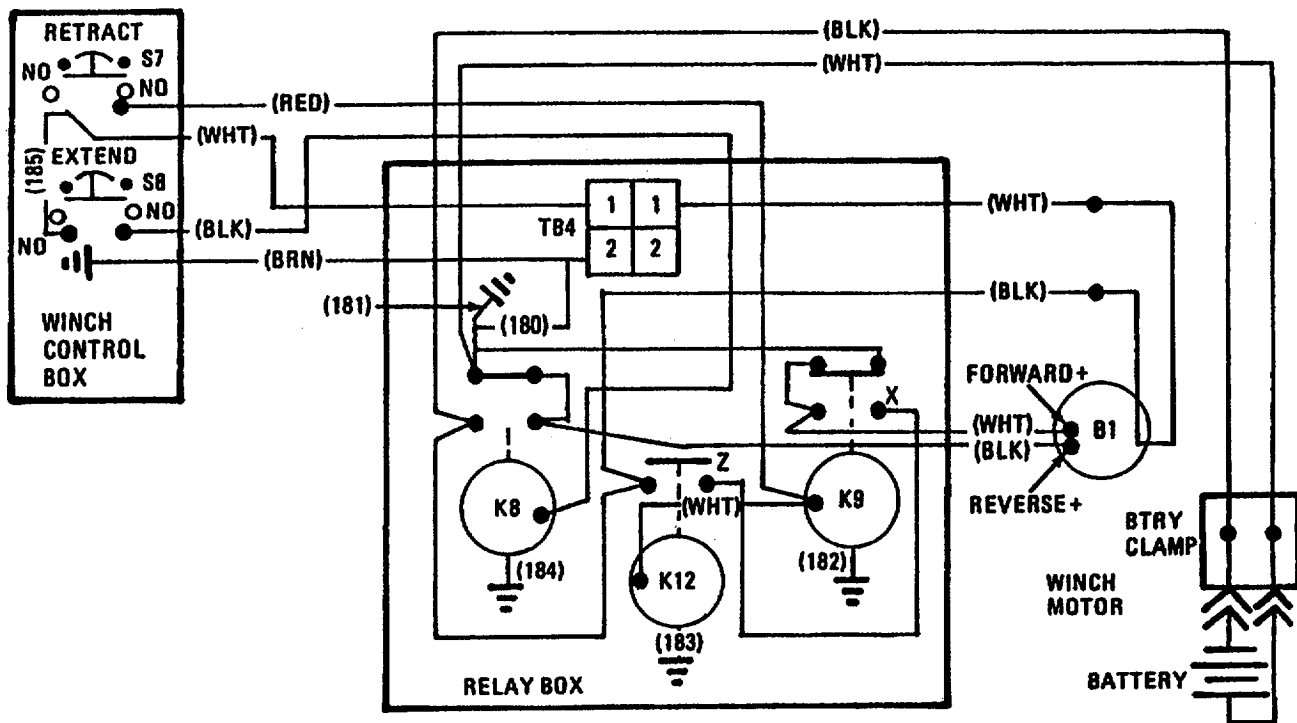 RETRACT
S7
NO
NO
(RED)
(WHT)
(185)
EXTEND
S8
NO
NO
(BLK)
(BRN)
WINCH
CONTROL
BOX
(BLK)
(WHT)
TB4
1 1
2 2
(WHT)
(BLK)
(181)
(180)
X
FORWARD+
(WHT)
(BLK)
B1
REVERSE+
K8
(184)
Z
(WHT)
K12
(183)
K9
(182)
RELAY BOX
BTRY
CLAMP
WINCH
MOTOR
BATTERY